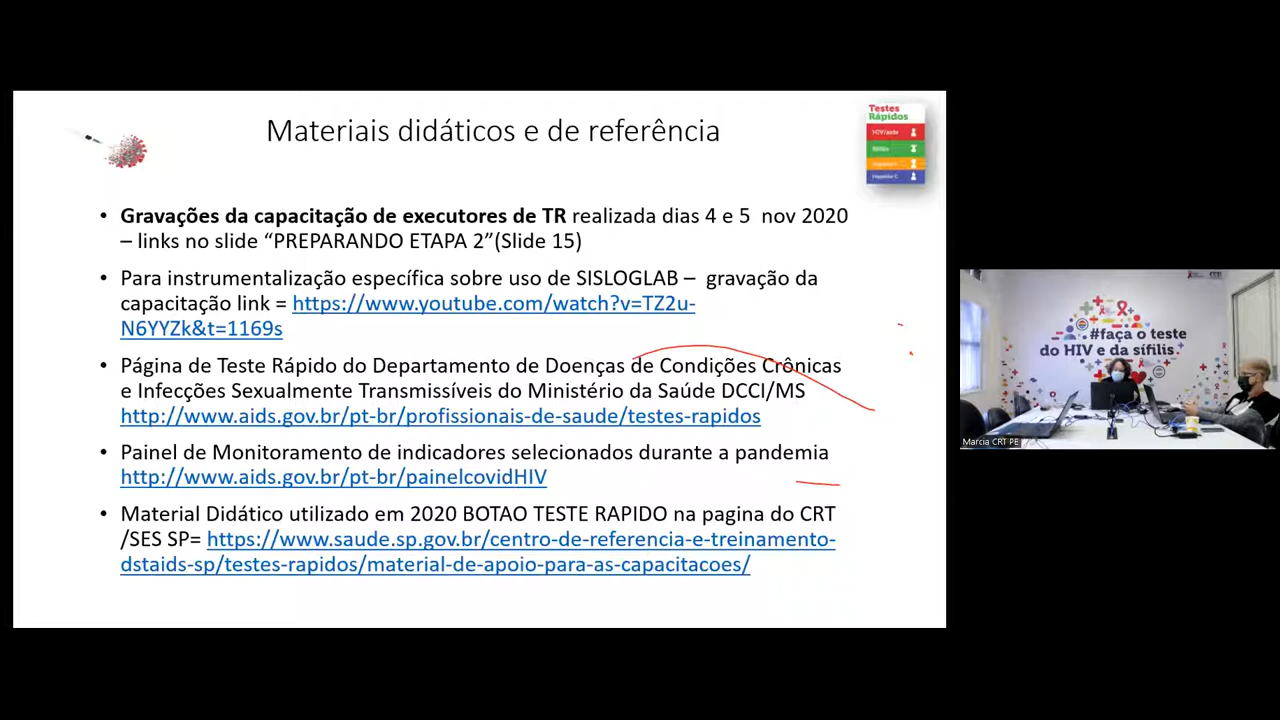 Materiais didáticos e de referência
Testes
Rápidos
HIV/aids
Sífilis
Hepatite C
• Gravações da capacitação de executores de TR realizada dias 4 e 5 nov 2020
– links no slide “PREPARANDO ETAPA 2”(Slide 15)
• Para instrumentalização específica sobre uso de SISLOGLAB – gravação da
capacitação link = https://www.youtube.com/watch?v=TZ2u-
N6YYZk&t=1169s
• Página de Teste Rápido do Departamento de Doenças de Condições Crônicas
e Infecções Sexualmente Transmissíveis do Ministério da Saúde DCCI/MS
http://www.aids.gov.br/pt-br/profissionais-de-saude/testes-rapidos
• Painel de Monitoramento de indicadores selecionados durante a pandemia
http://www.aids.gov.br/pt-br/painelcovidHIV
• Material Didático utilizado em 2020 BOTAO TESTE RAPIDO na pagina do CRT
/SES SP= https://www.saude.sp.gov.br/centro-de-referencia-e-treinamento-
dstaids-sp/testes-rapidos/material-de-apoio-para-as-capacitacoes/
#faça o teste
do HIV e da sífilis.
Marcia CRT PE